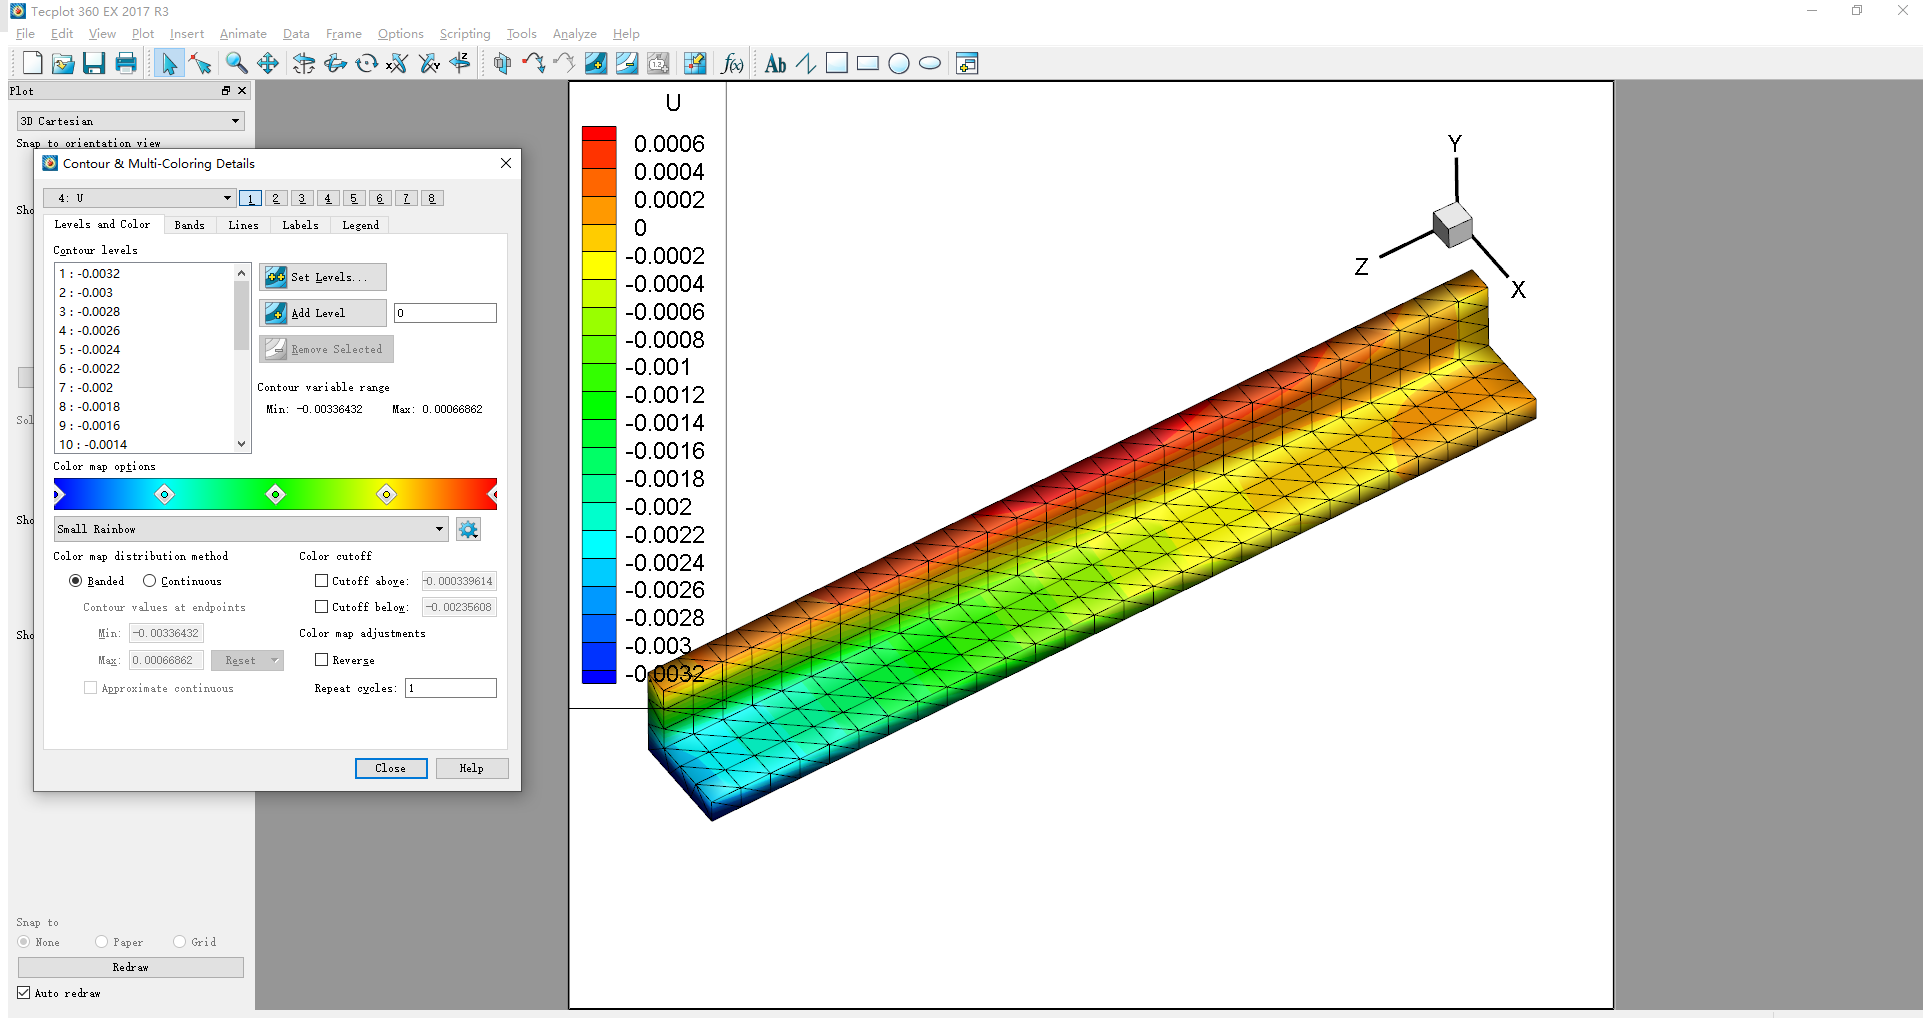 Tecplot 360 EX 2017 R3
File Edit View Plot Insert Animate Data Frame Options Scripting Tools Analyze Help
Plot
3D Cartesian
Snap to orientation view
Sho
Sol
Sho
Sho
Contour & Multi-Coloring Details
4: U 1 2 3 4 5 6 7 8
Levels and Color Bands Lines Labels Legend
Contour levels
1 : -0.0032
2 : -0.003
3 : -0.0028
4 : -0.0026
5 : -0.0024
6 : -0.0022
7 : -0.002
8 : -0.0018
9 : -0.0016
10 : -0.0014
Set Levels...
Add Level 0
Remove Selected
Contour variable range
Min: -0.00336432 Max: 0.00066862
Color map options
Small Rainbow
Color map distribution method
Banded Continuous
Contour values at endpoints
Min: -0.00336432
Max: 0.00066862 Reset
Approximate continuous
Color cutoff
Cutoff above: -0.000339614
Cutoff below: -0.00235608
Color map adjustments
Reverse
Repeat cycles: 1
Close Help
Snap to
None Paper Grid
Redraw
Auto redraw
Ab
f(x)
U
0.0006
0.0004
0.0002
0
-0.0002
-0.0004
-0.0006
-0.0008
-0.001
-0.0012
-0.0014
-0.0016
-0.0018
-0.002
-0.0022
-0.0024
-0.0026
-0.0028
-0.003
-0.0032
Y
Z
X